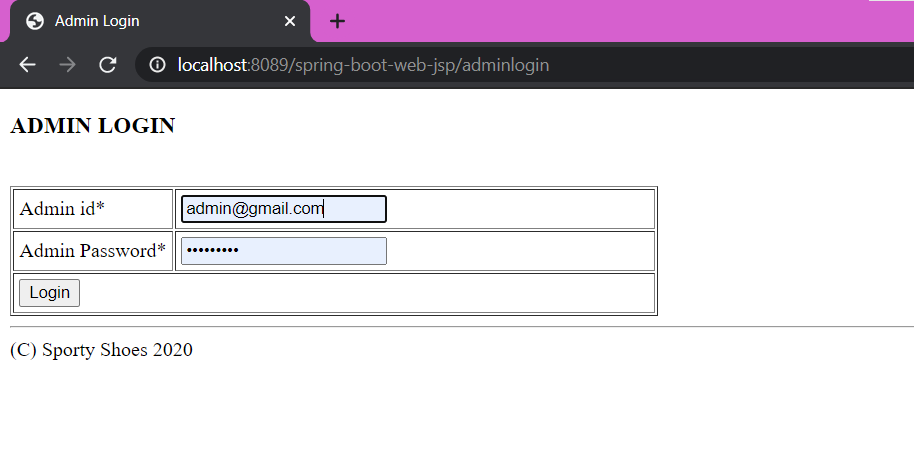 Admin Login
localhost:8089/spring-boot-web-jsp/adminlogin
ADMIN LOGIN
Admin id* admin@gmail.com
Admin Password* •••••••••
Login
(C) Sporty Shoes 2020